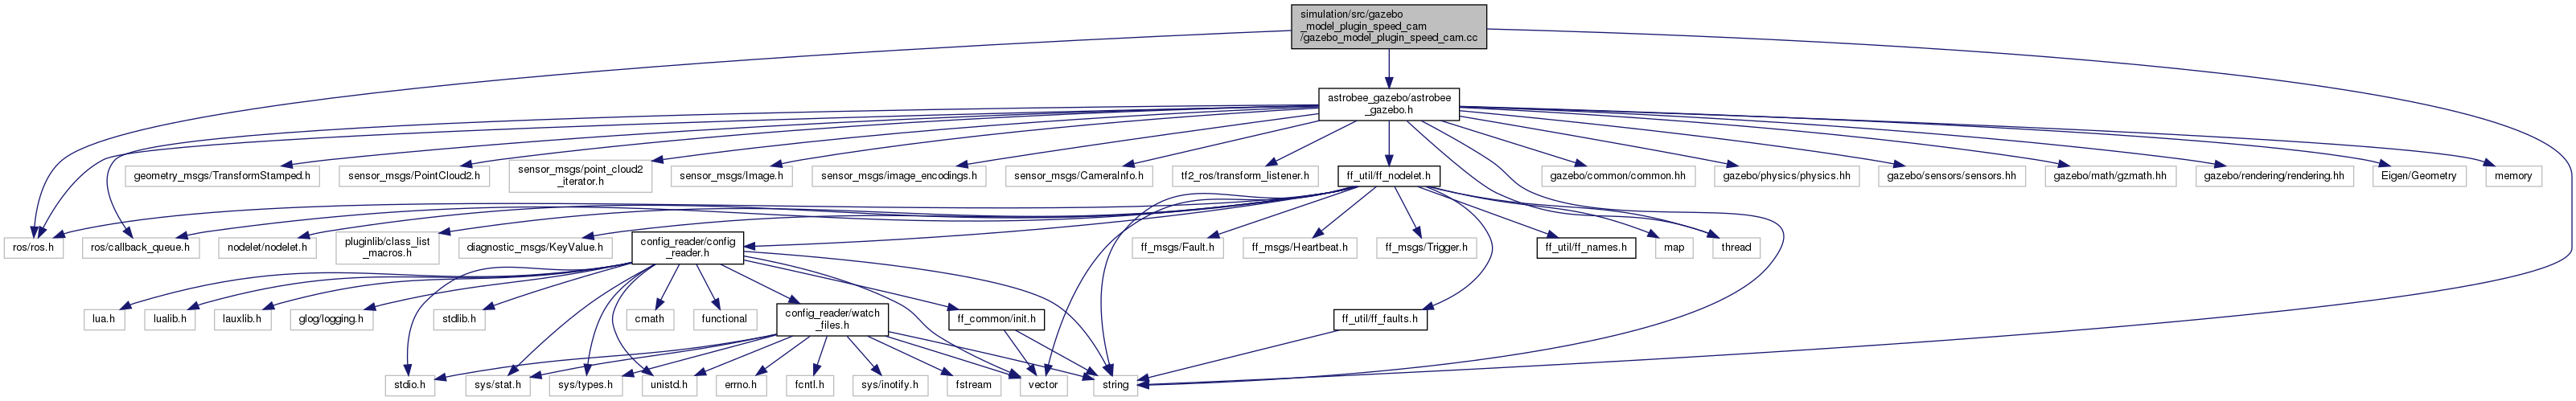 simulation/src/gazebo
_model_plugin_speed_cam
/gazebo_model_plugin_speed_cam.cc
astrobee_gazebo/astrobee
_gazebo.h
geometry_msgs/TransformStamped.h
sensor_msgs/PointCloud2.h
sensor_msgs/point_cloud2
_iterator.h
sensor_msgs/Image.h
sensor_msgs/image_encodings.h
sensor_msgs/CameraInfo.h
tf2_ros/transform_listener.h
ff_util/ff_nodelet.h
gazebo/common/common.hh
gazebo/physics/physics.hh
gazebo/sensors/sensors.hh
gazebo/math/gzmath.hh
gazebo/rendering/rendering.hh
Eigen/Geometry
memory
ros/ros.h
ros/callback_queue.h
nodelet/nodelet.h
pluginlib/class_list
_macros.h
diagnostic_msgs/KeyValue.h
config_reader/config
_reader.h
ff_msgs/Fault.h
ff_msgs/Heartbeat.h
ff_msgs/Trigger.h
ff_util/ff_names.h
map
thread
lua.h
lualib.h
lauxlib.h
glog/logging.h
stdlib.h
cmath
functional
config_reader/watch
_files.h
ff_common/init.h
ff_util/ff_faults.h
stdio.h
sys/stat.h
sys/types.h
unistd.h
errno.h
fcntl.h
sys/inotify.h
fstream
vector
string